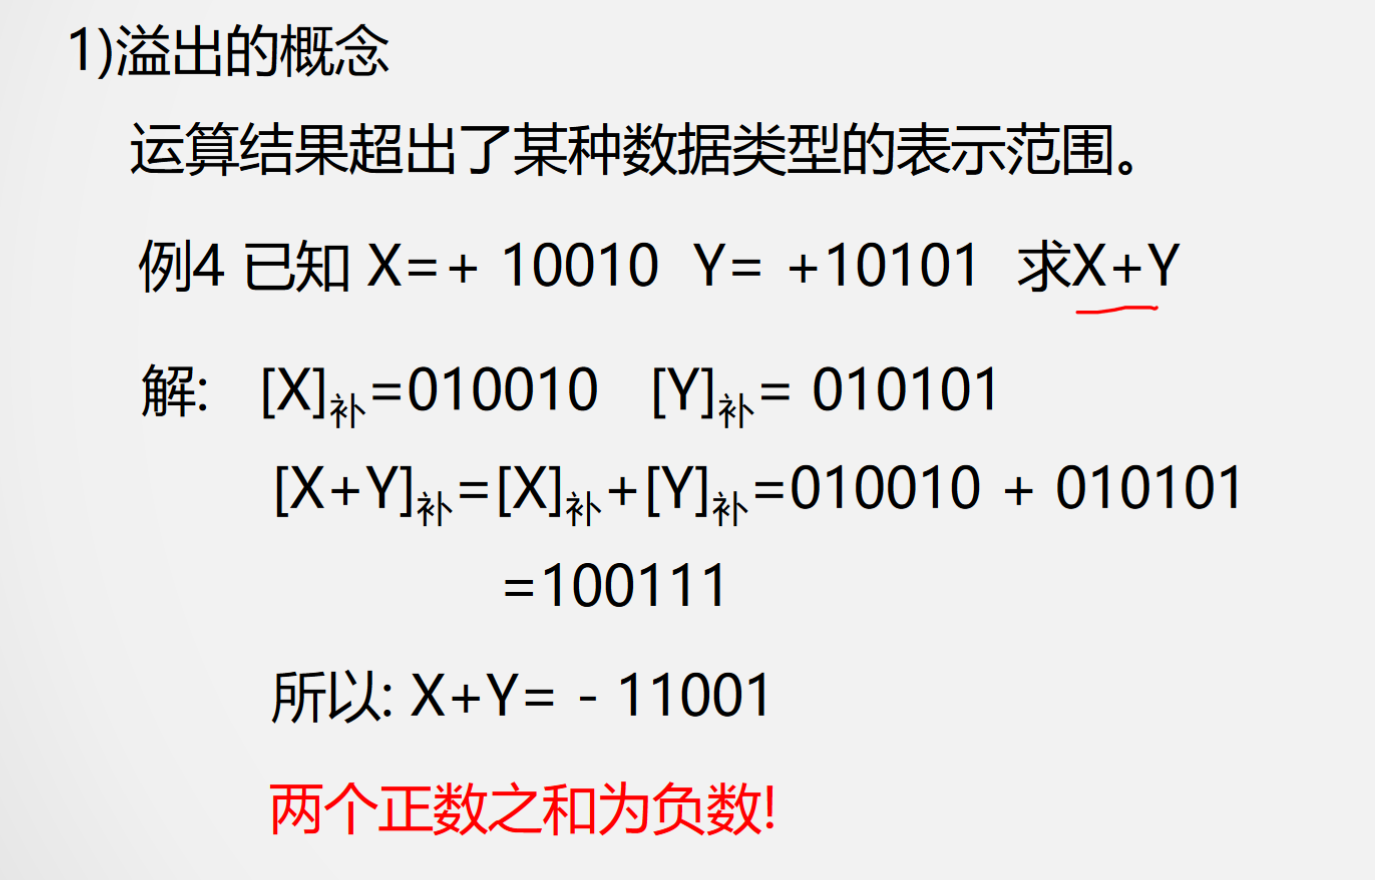 1)溢出的概念
运算结果超出了某种数据类型的表示范围。
例4 已知 X=+ 10010 Y= +10101 求X+Y
解: [X]补=010010 [Y]补= 010101
[X+Y]补=[X]补+[Y]补=010010 + 010101
=100111
所以: X+Y= - 11001
两个正数之和为负数!